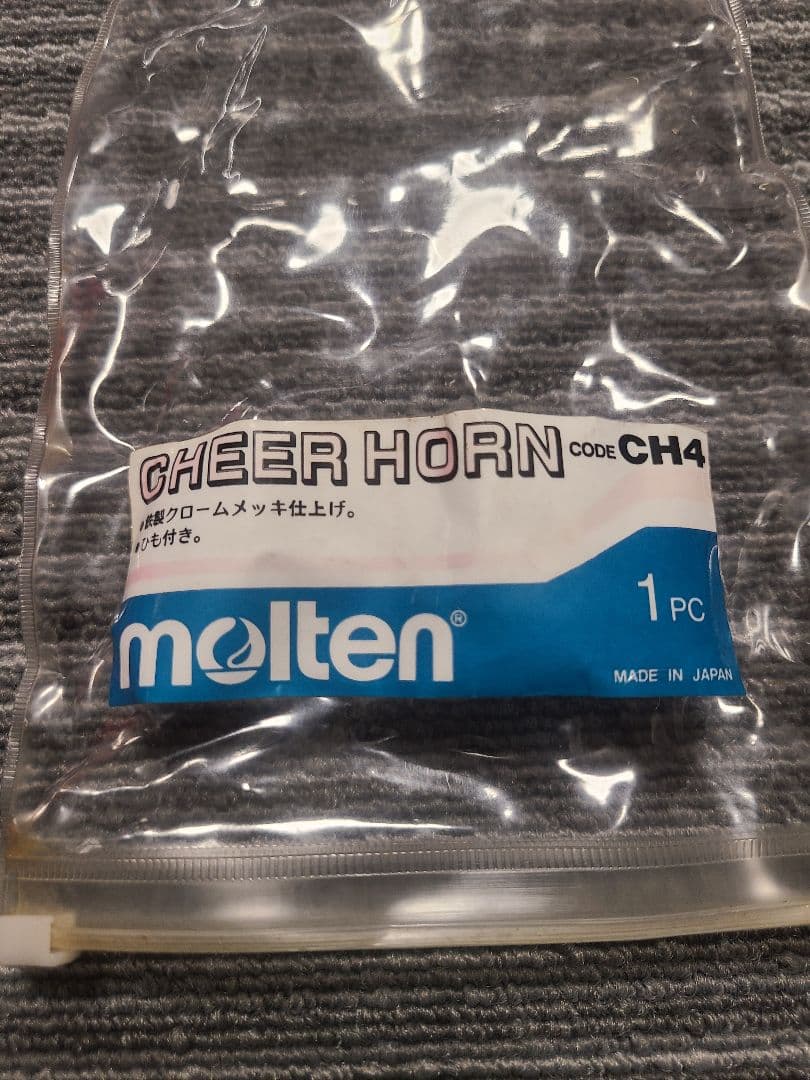 CHEER HORN CODE CH4
•鉄製クロームメッキ仕上げ。
•ひも付き。
molten®
1 PC
MADE IN JAPAN